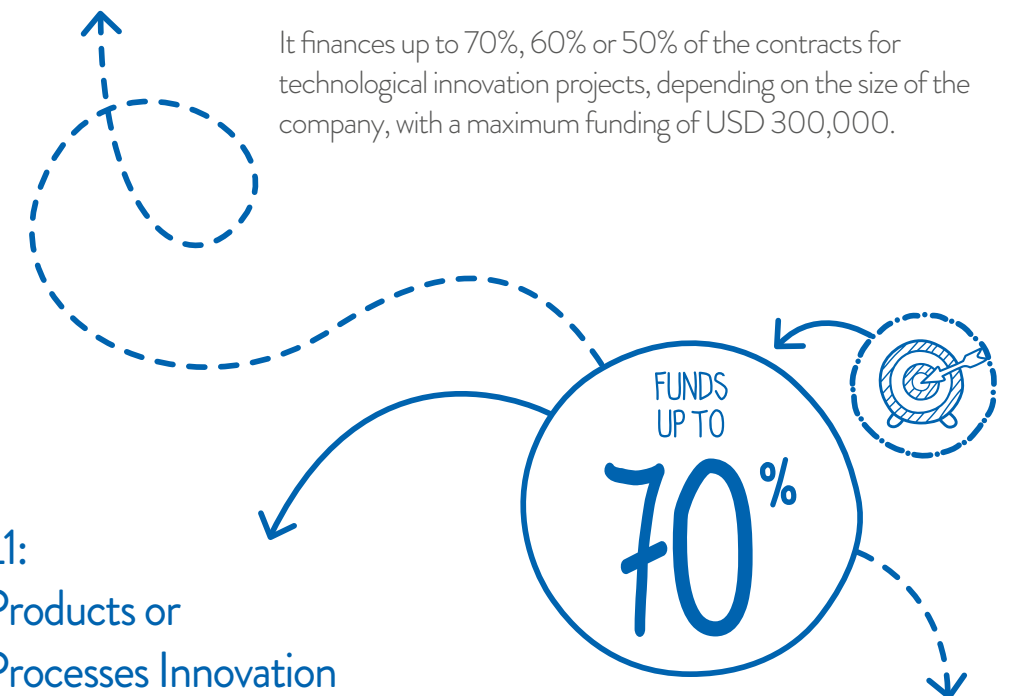 It finances up to 70%, 60% or 50% of the contracts for
technological innovation projects, depending on the size of the
company, with a maximum funding of USD 300,000.
FUNDS
UP TO
70%
1:
Products or
Processes Innovation